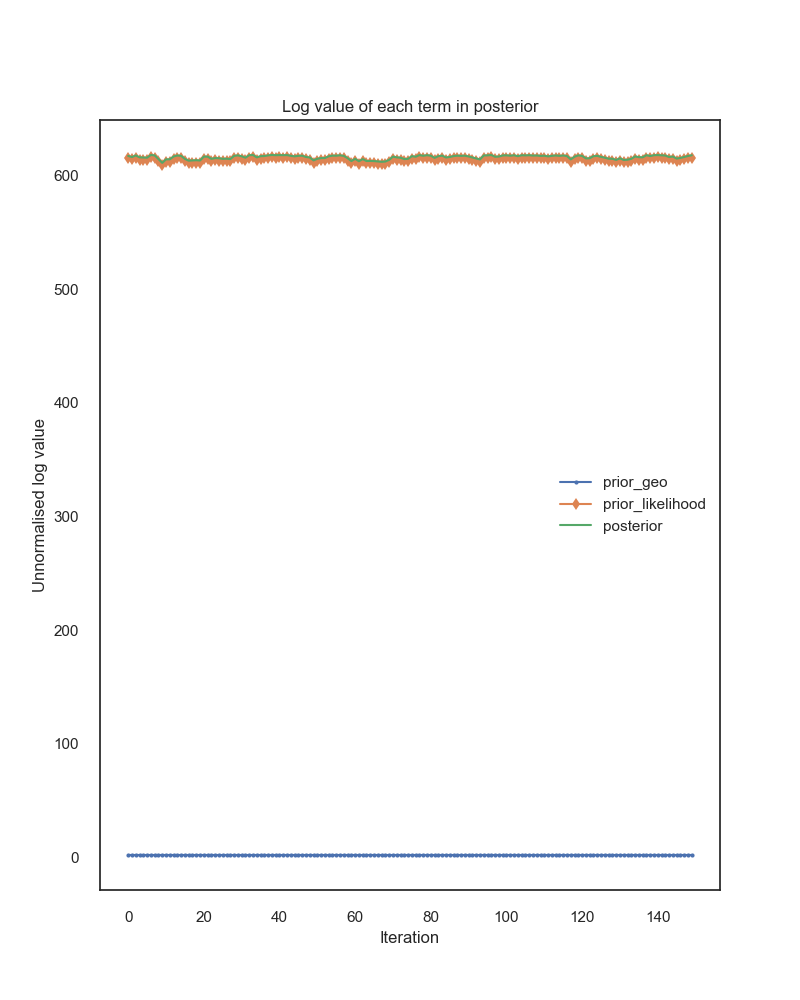 Log value of each term in posterior
600
500
400
300
200
100
0
Unnormalised log value
prior_geo
prior_likelihood
posterior
0 20 40 60 80 100 120 140
Iteration